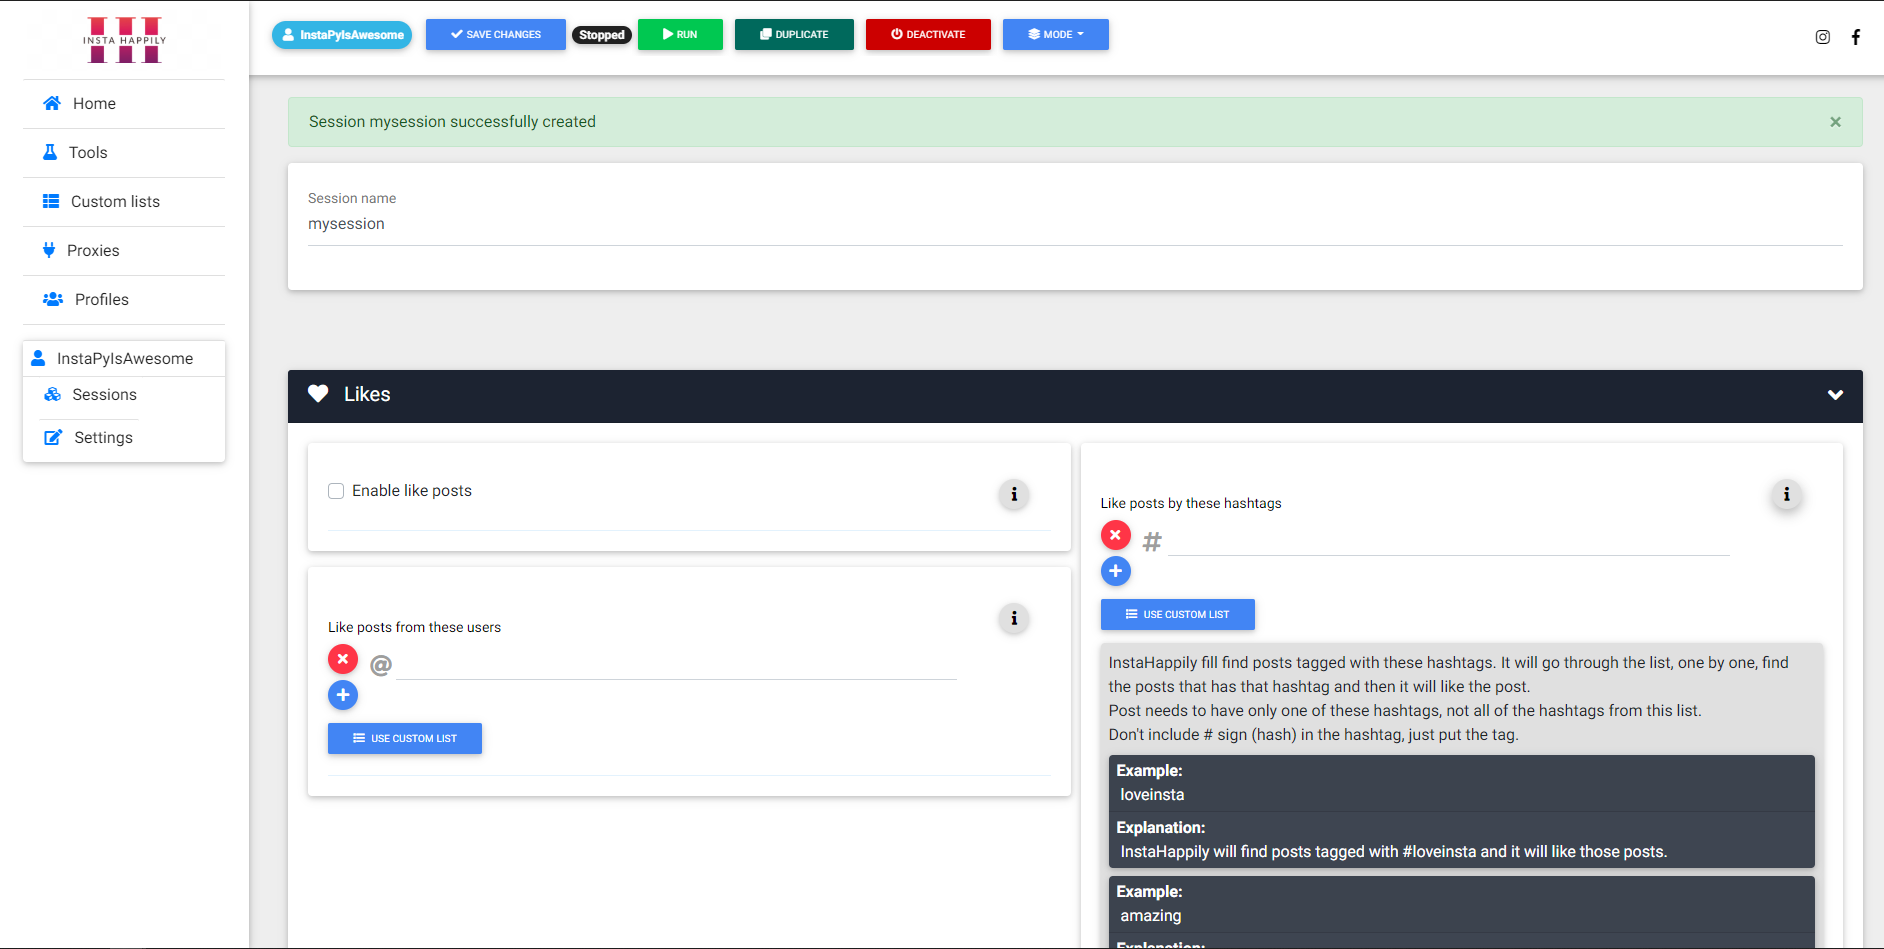 INSTA HAPPILY
Home
Tools
Custom lists
Proxies
Profiles
InstaPyIsAwesome
Sessions
Settings
InstaPyIsAwesome
SAVE CHANGES
Stopped
RUN
DUPLICATE
DEACTIVATE
MODE
Session mysession successfully created
×
Session name
mysession
Likes
Enable like posts
Like posts from these users
@
USE CUSTOM LIST
Like posts by these hashtags
#
USE CUSTOM LIST
InstaHappily fill find posts tagged with these hashtags. It will go through the list, one by one, find
the posts that has that hashtag and then it will like the post.
Post needs to have only one of these hashtags, not all of the hashtags from this list.
Don't include # sign (hash) in the hashtag, just put the tag.
Example:
loveinsta
Explanation:
InstaHappily will find posts tagged with #loveinsta and it will like those posts.
Example:
amazing
Explanation: